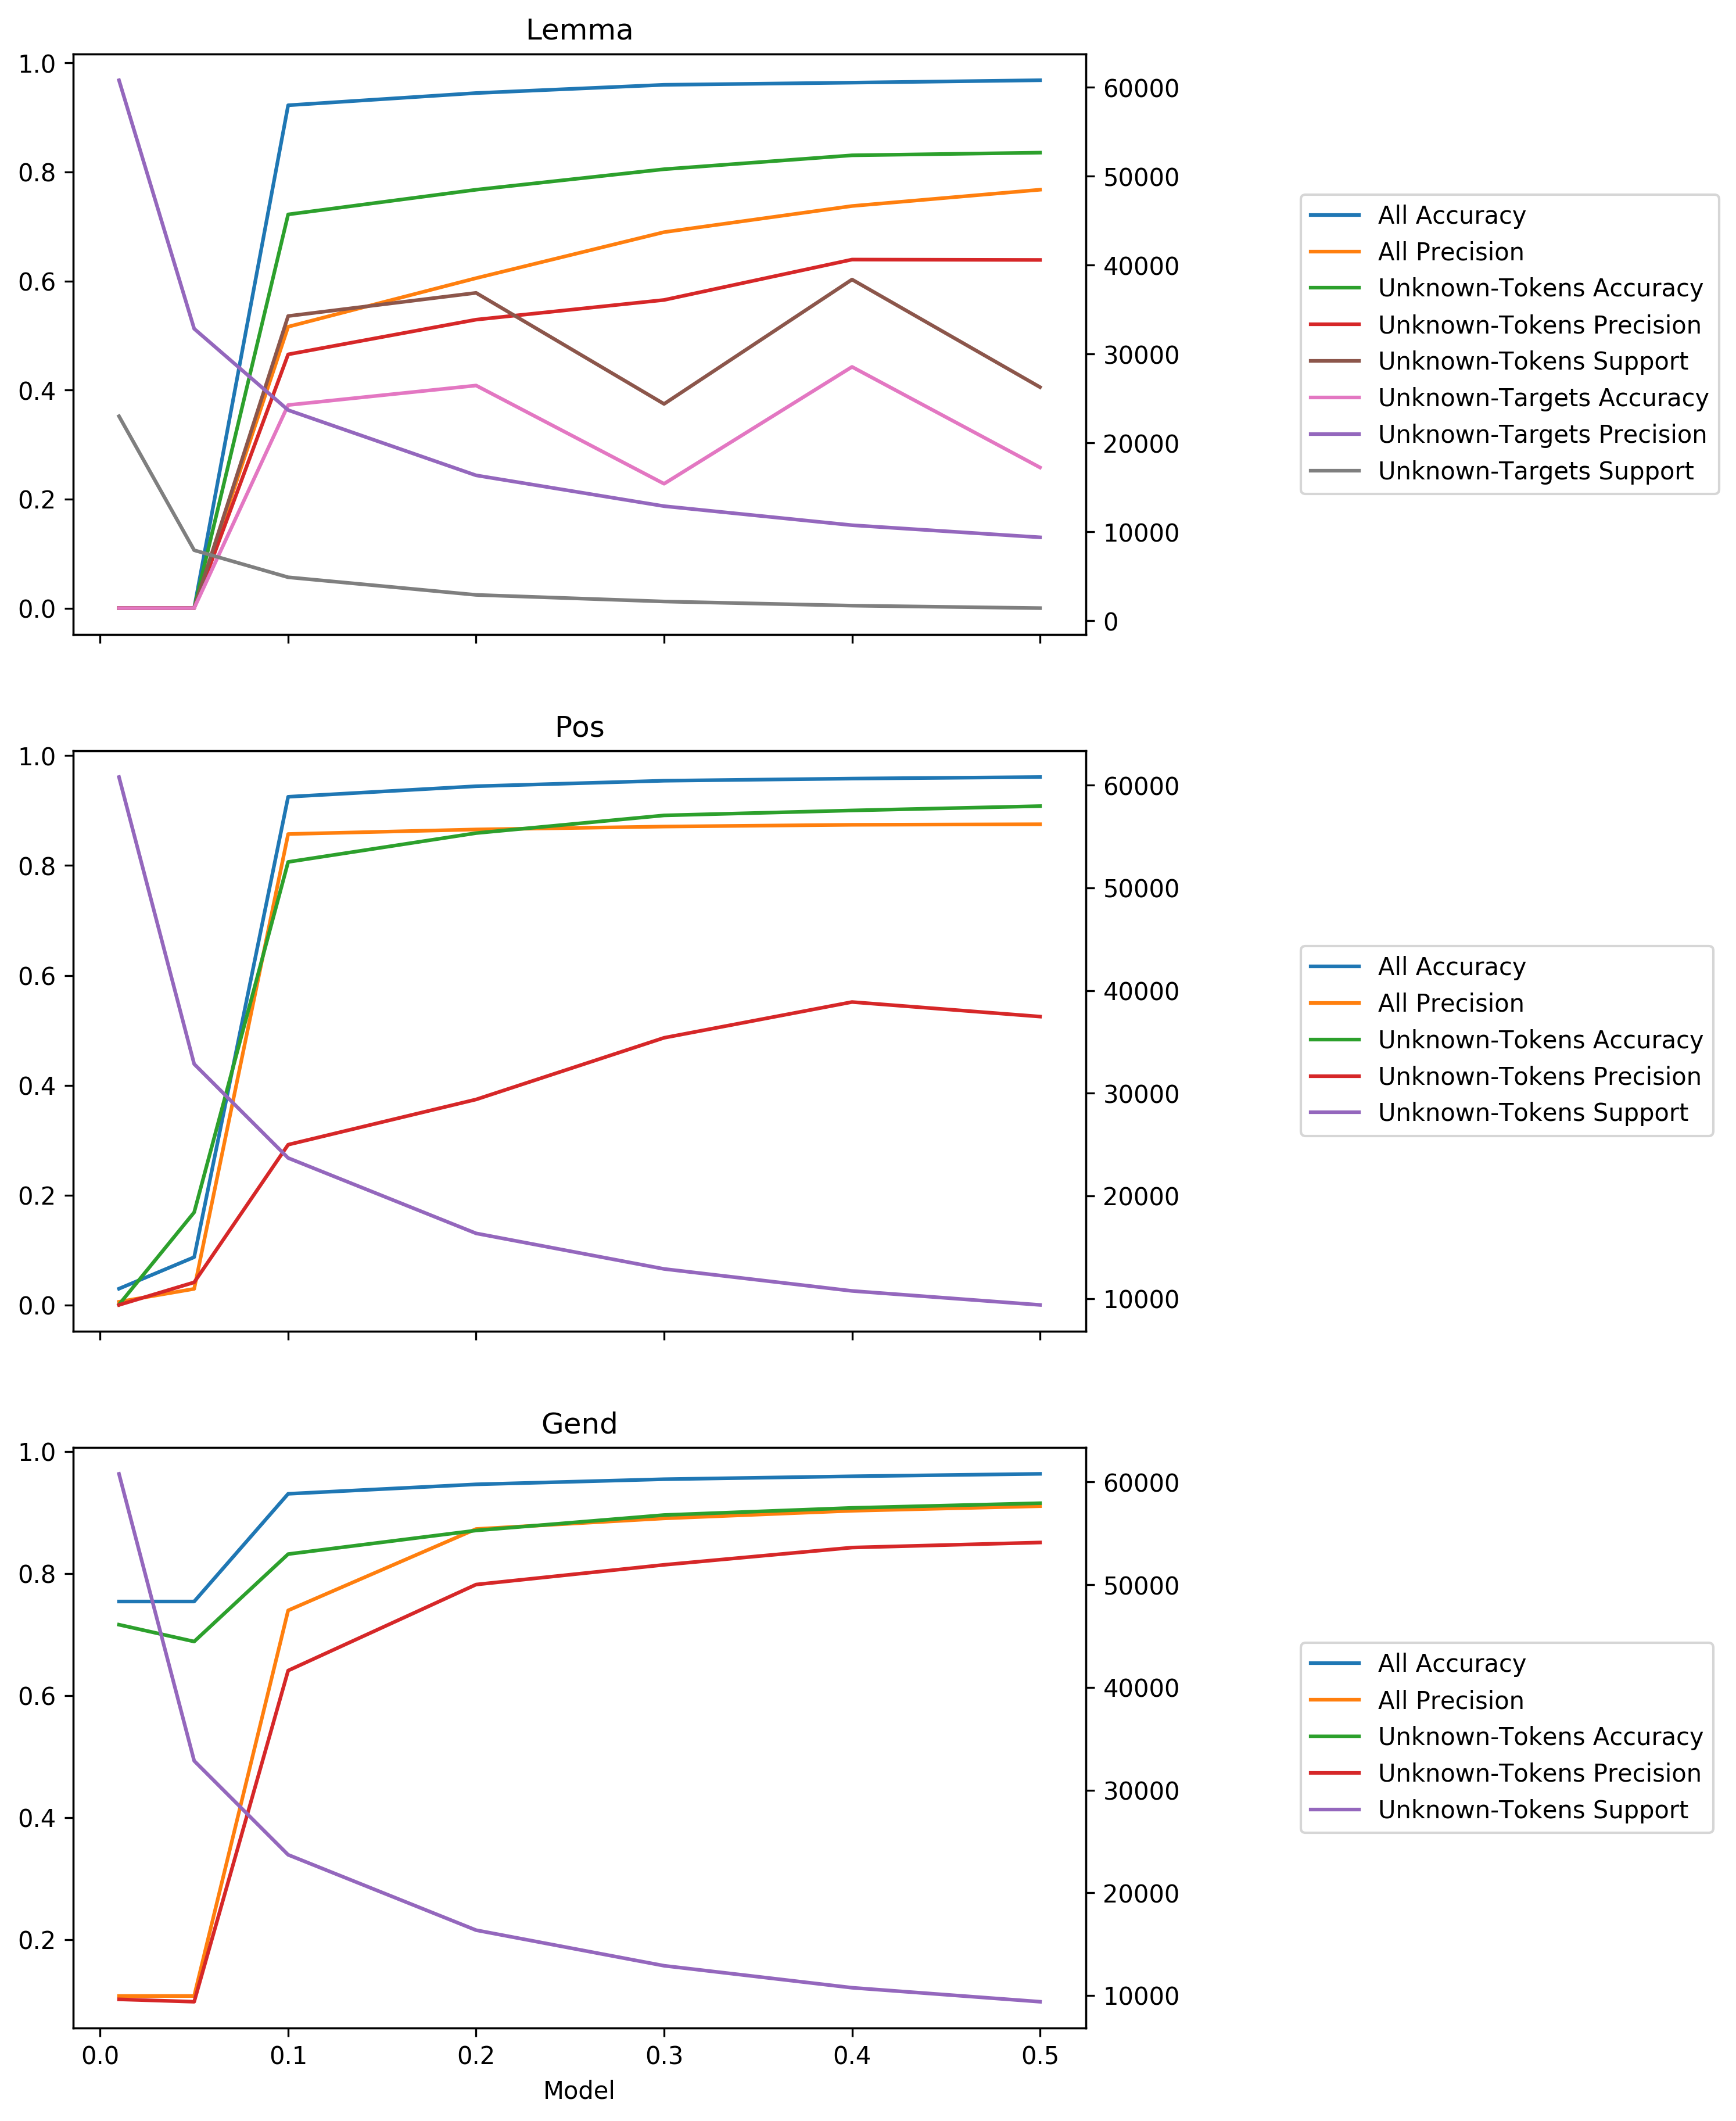 Lemma
1.0
0.8
0.6
0.4
0.2
0.0
60000
50000
40000
30000
20000
10000
0
All Accuracy
All Precision
Unknown-Tokens Accuracy
Unknown-Tokens Precision
Unknown-Tokens Support
Unknown-Targets Accuracy
Unknown-Targets Precision
Unknown-Targets Support
Pos
1.0
0.8
0.6
0.4
0.2
0.0
60000
50000
40000
30000
20000
10000
All Accuracy
All Precision
Unknown-Tokens Accuracy
Unknown-Tokens Precision
Unknown-Tokens Support
Gend
1.0
0.8
0.6
0.4
0.2
60000
50000
40000
30000
20000
10000
All Accuracy
All Precision
Unknown-Tokens Accuracy
Unknown-Tokens Precision
Unknown-Tokens Support
0.0 0.1 0.2 0.3 0.4 0.5
Model